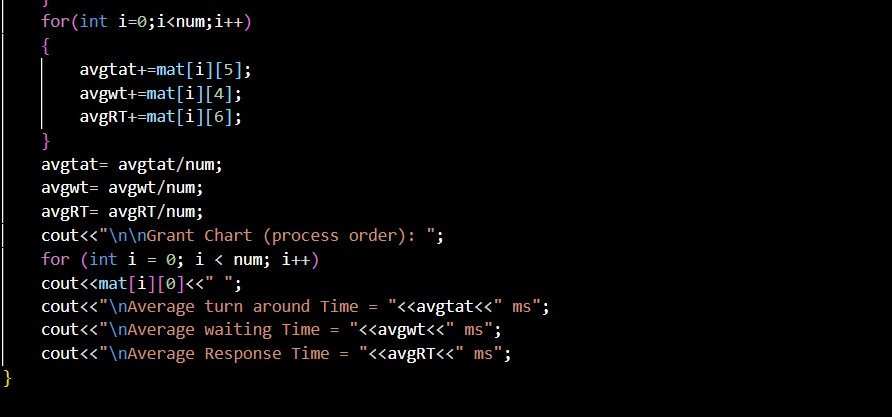 }
for(int i=0;i<num;i++)
{
avgtat+=mat[i][5];
avgwt+=mat[i][4];
avgRT+=mat[i][6];
}
avgtat= avgtat/num;
avgwt= avgwt/num;
avgRT= avgRT/num;
cout<<"\n\nGrant Chart (process order): ";
for (int i = 0; i < num; i++)
cout<<mat[i][0]<<" ";
cout<<"\nAverage turn around Time = "<<avgtat<<" ms";
cout<<"\nAverage waiting Time = "<<avgwt<<" ms";
cout<<"\nAverage Response Time = "<<avgRT<<" ms";
}